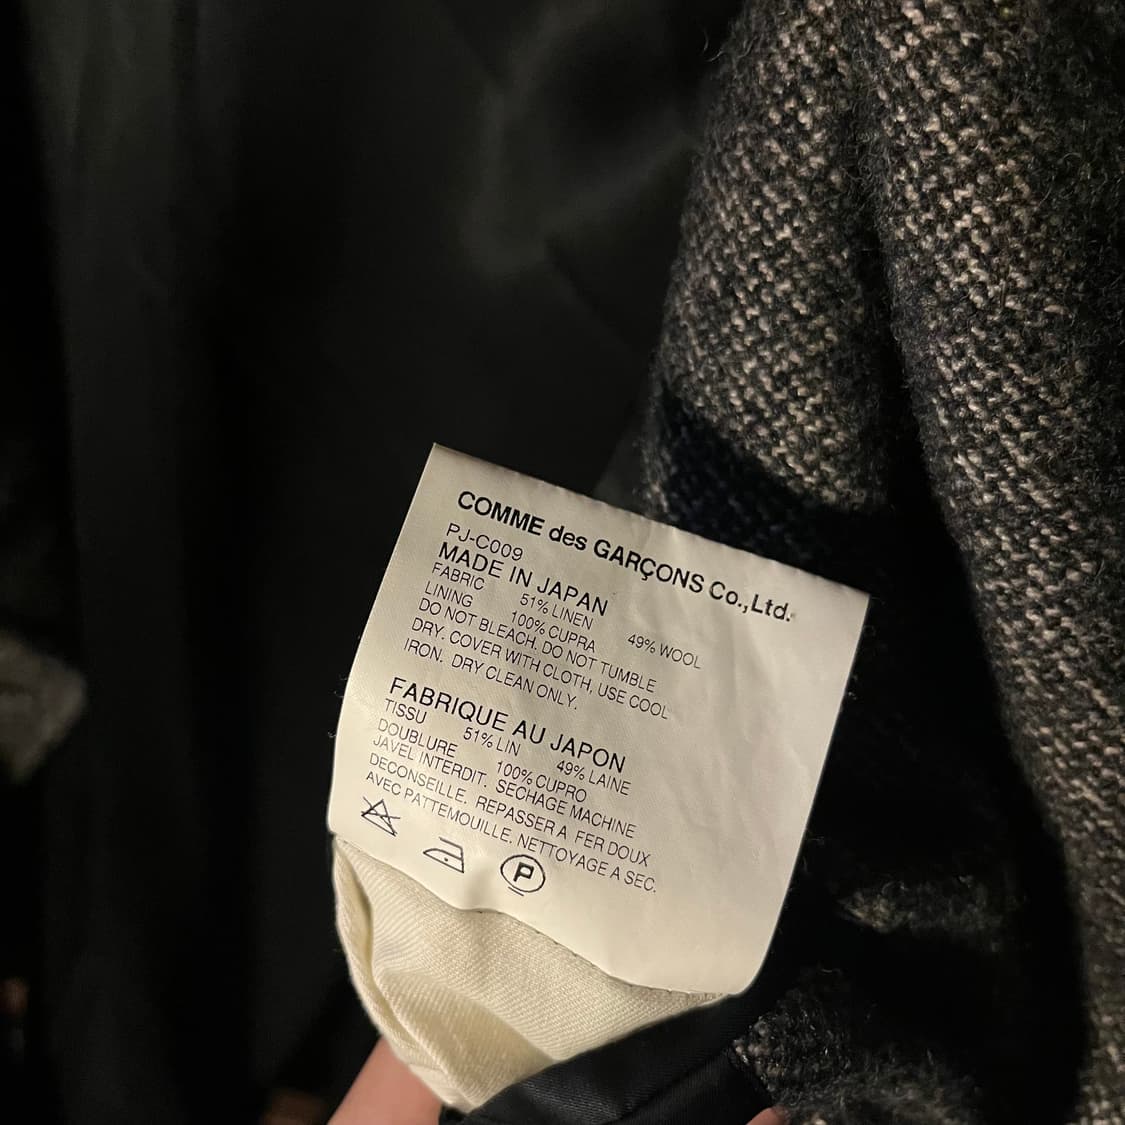 COMME des GARÇONS Co.,Ltd.
PJ-C009
MADE IN JAPAN
FABRIC 51% LINEN 49% WOOL
LINING 100% CUPRA
DO NOT BLEACH. DO NOT TUMBLE
DRY. COVER WITH CLOTH, USE COOL
IRON. DRY CLEAN ONLY.
FABRIQUE AU JAPON
TISSU 51% LIN 49% LAINE
DOUBLURE 100% CUPRO
JAVEL INTERDIT. SECHAGE MACHINE
DECONSEILLE. REPASSER A FER DOUX
AVEC PATTEMOUILLE. NETTOYAGE A SEC.
P